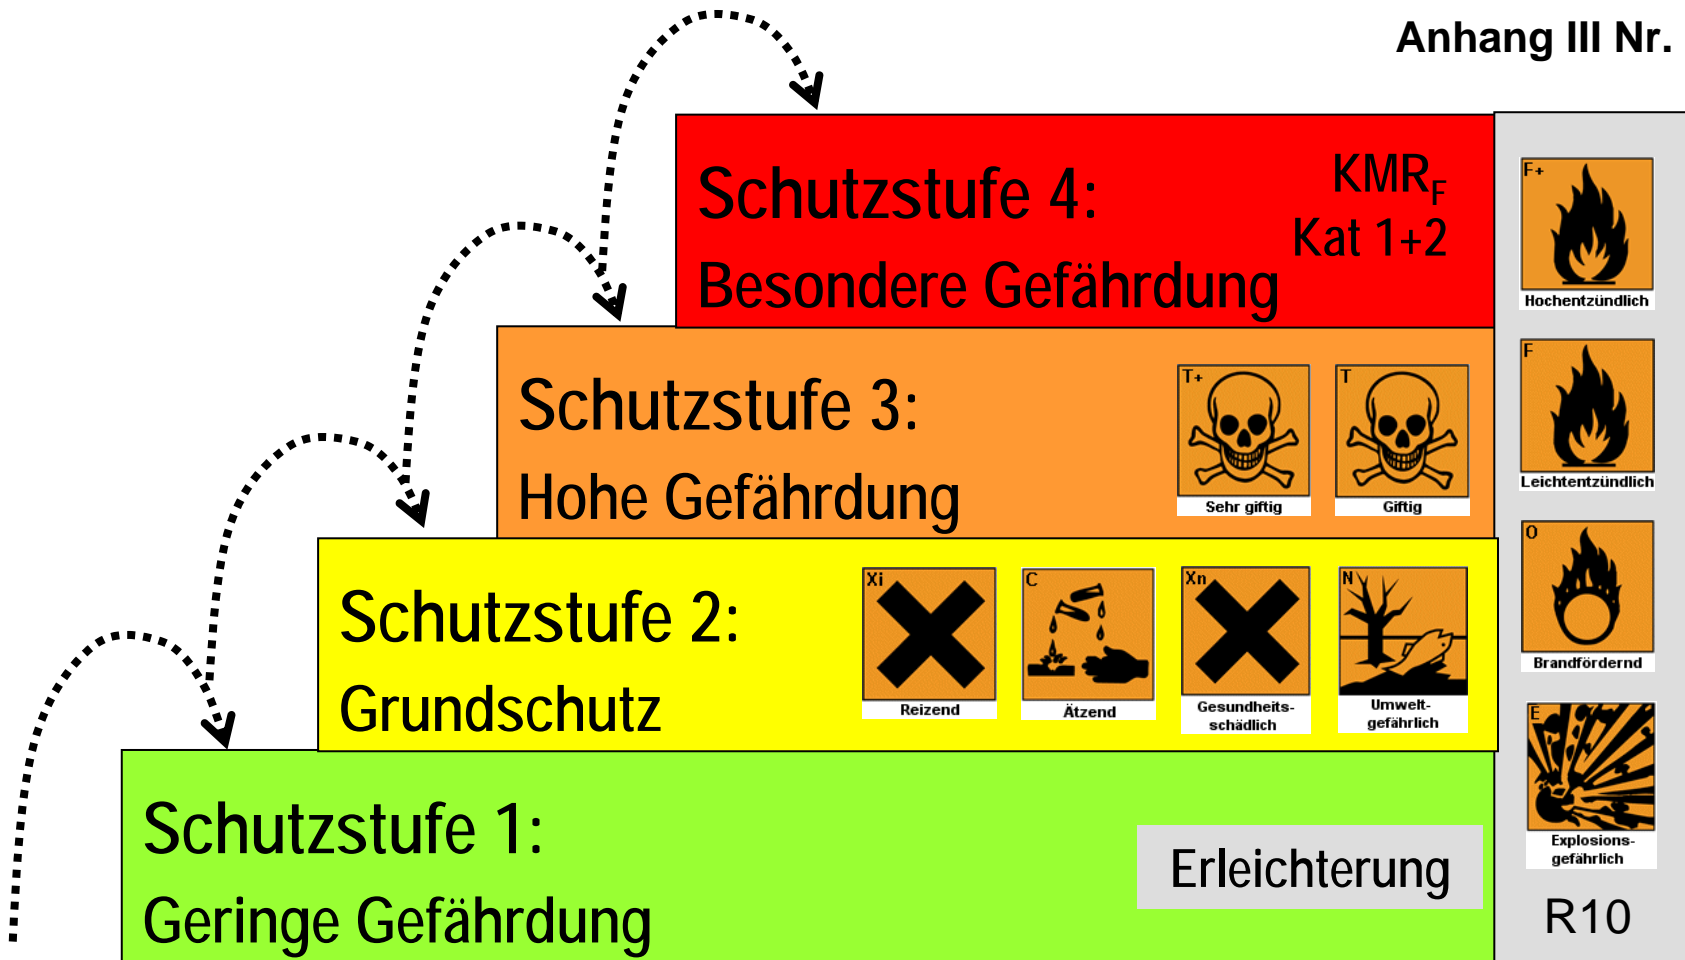 Anhang III Nr.
Schutzstufe 4:
Besondere Gefährdung
KMRF
Kat 1+2
Schutzstufe 3:
Hohe Gefährdung
T+
Sehr giftig
T
Giftig
Schutzstufe 2:
Grundschutz
Xi
Reizend
C
Ätzend
Xn
Gesundheits-
schädlich
N
Umwelt-
gefährlich
Schutzstufe 1:
Geringe Gefährdung
Erleichterung
F+
Hochentzündlich
F
Leichtentzündlich
O
Brandfördernd
E
Explosions-
gefährlich
R10